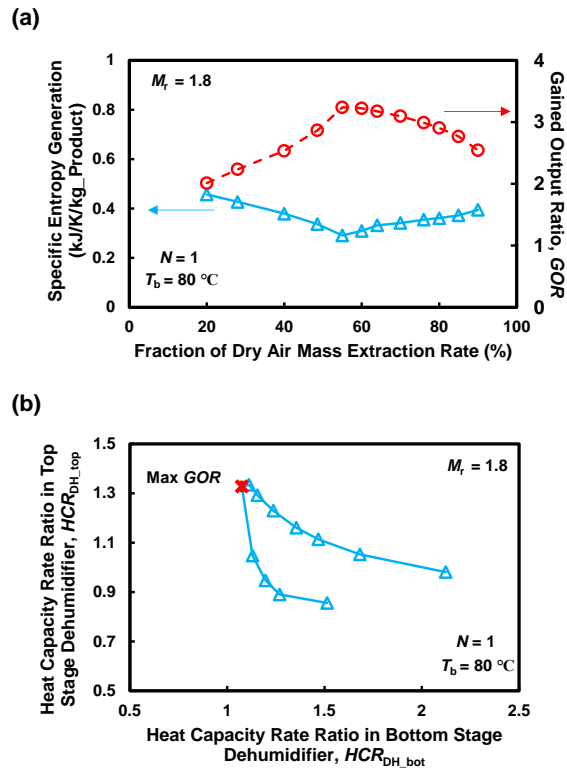 (a)
Specific Entropy Generation
(kJ/K/kg_Product)
1
0.8
0.6
0.4
0.2
0
M_r = 1.8
N = 1
T_b = 80 ℃
4
3
2
1
0
Gained Output Ratio, GOR
0 20 40 60 80 100
Fraction of Dry Air Mass Extraction Rate (%)
(b)
Heat Capacity Rate Ratio in Top
Stage Dehumidifier, HCR_DH_top
1.5
1.3
1.1
0.9
0.7
0.5
Max GOR
M_r = 1.8
N = 1
T_b = 80 ℃
0.5 1 1.5 2 2.5
Heat Capacity Rate Ratio in Bottom Stage
Dehumidifier, HCR_DH_bot